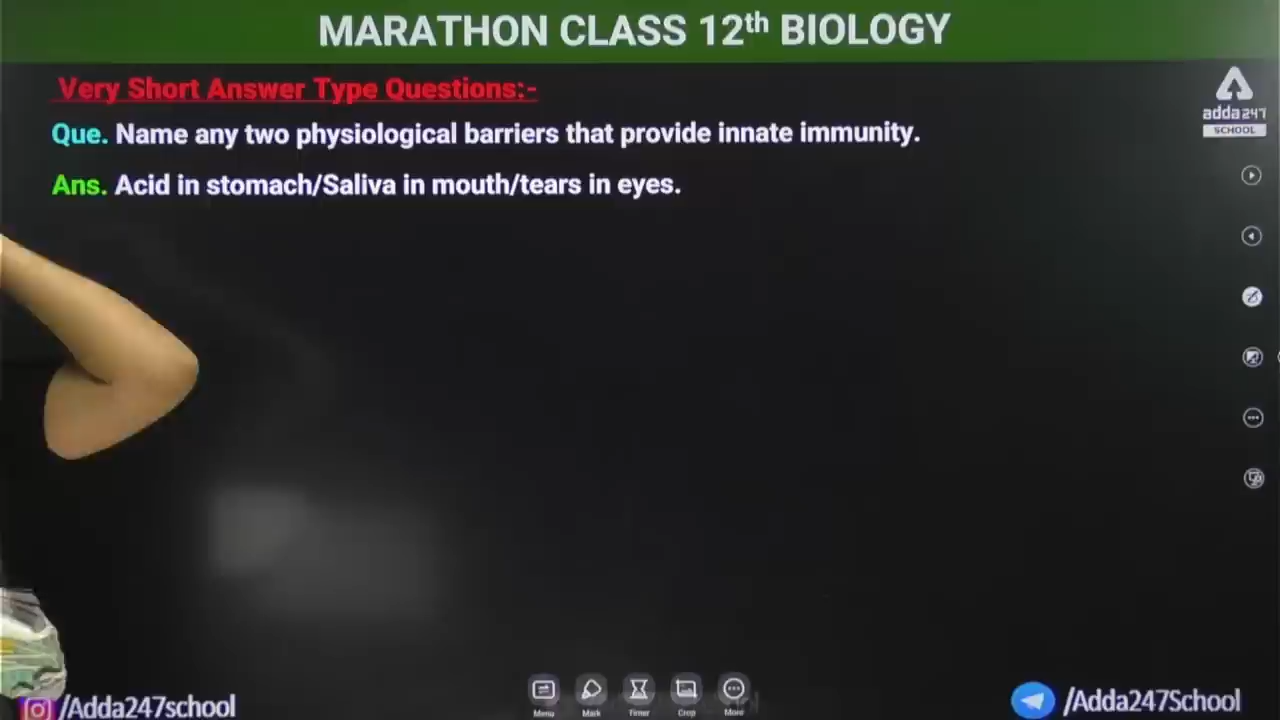 MARATHON CLASS 12th BIOLOGY
Very Short Answer Type Questions:-
Que. Name any two physiological barriers that provide innate immunity.
Ans. Acid in stomach/Saliva in mouth/tears in eyes.
adda247
SCHOOL
Menu Mark Timer Crop More
/Adda247school
/Adda247School